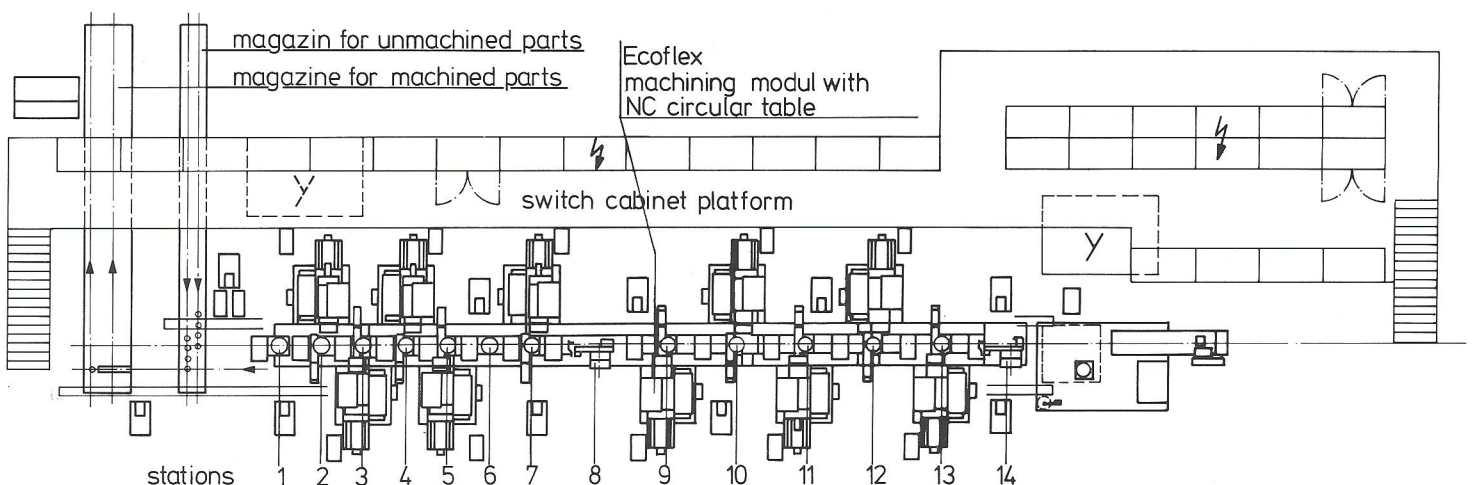 magazin for unmachined parts
magazine for machined parts
Ecoflex
machining modul with
NC circular table
switch cabinet platform
Y
Y
stations 1 2 3 4 5 6 7 8 9 10 11 12 13 14